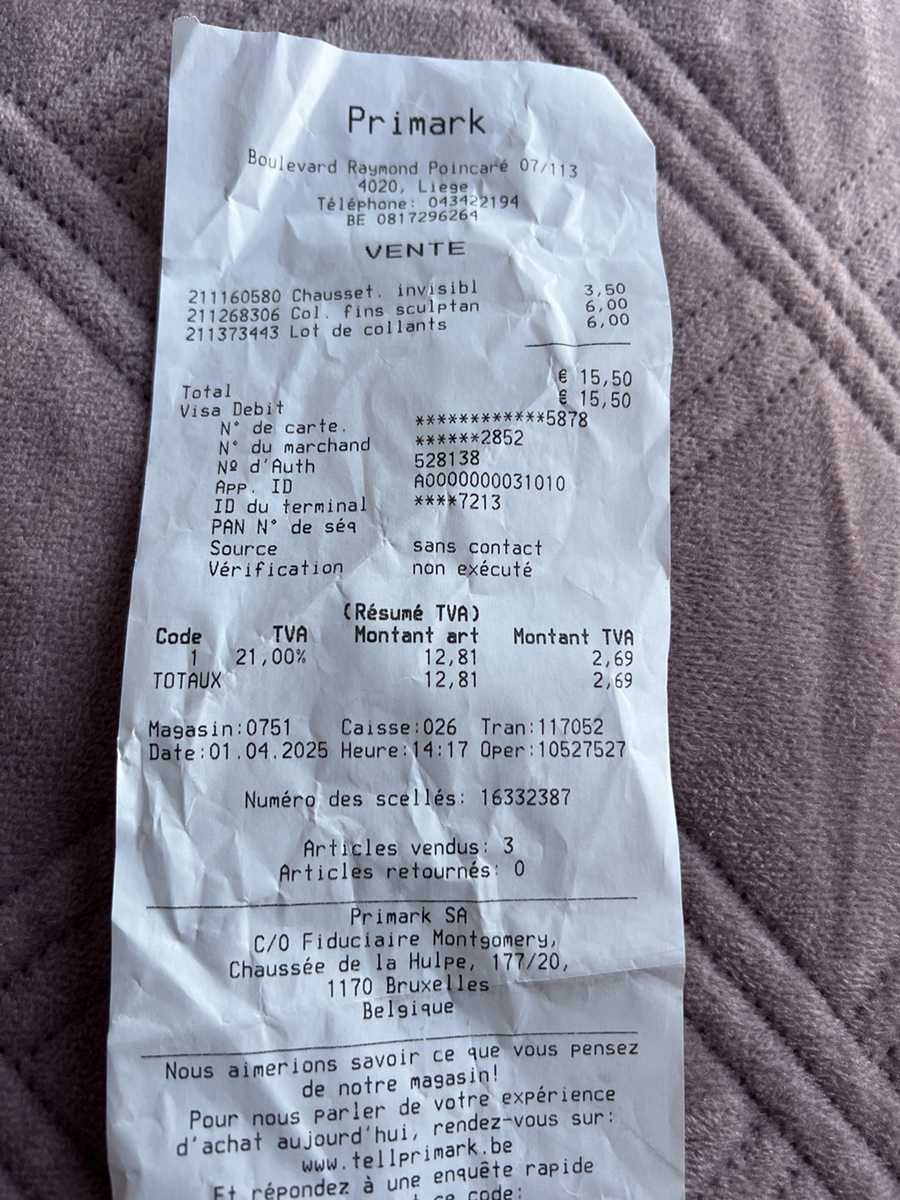 Primark
Boulevard Raymond Poincaré 07/113
4020, Liege
Téléphone: 043422194
BE 0817296264
VENTE
211160580 Chausset. invisibl 3,50
211268306 Col. fins sculptan 6,00
211373443 Lot de collants 6,00
Total € 15,50
Visa Debit € 15,50
N° de carte. ************5878
N° du marchand ******2852
Nº d'Auth 528138
App. ID A0000000031010
ID du terminal ****7213
PAN N° de séq
Source sans contact
Vérification non exécuté
(Résumé TVA)
Code TVA Montant art Montant TVA
1 21,00% 12,81 2,69
TOTAUX 12,81 2,69
Magasin:0751 Caisse:026 Tran:117052
Date:01.04.2025 Heure:14:17 Oper:10527527
Numéro des scellés: 16332387
Articles vendus: 3
Articles retournés: 0
Primark SA
C/O Fiduciaire Montgomery,
Chaussée de la Hulpe, 177/20,
1170 Bruxelles
Belgique
Nous aimerions savoir ce que vous pensez
de notre magasin!
Pour nous parler de votre expérience
d'achat aujourd'hui, rendez-vous sur:
www.tellprimark.be
Et répondez à une enquête rapide
ce code: